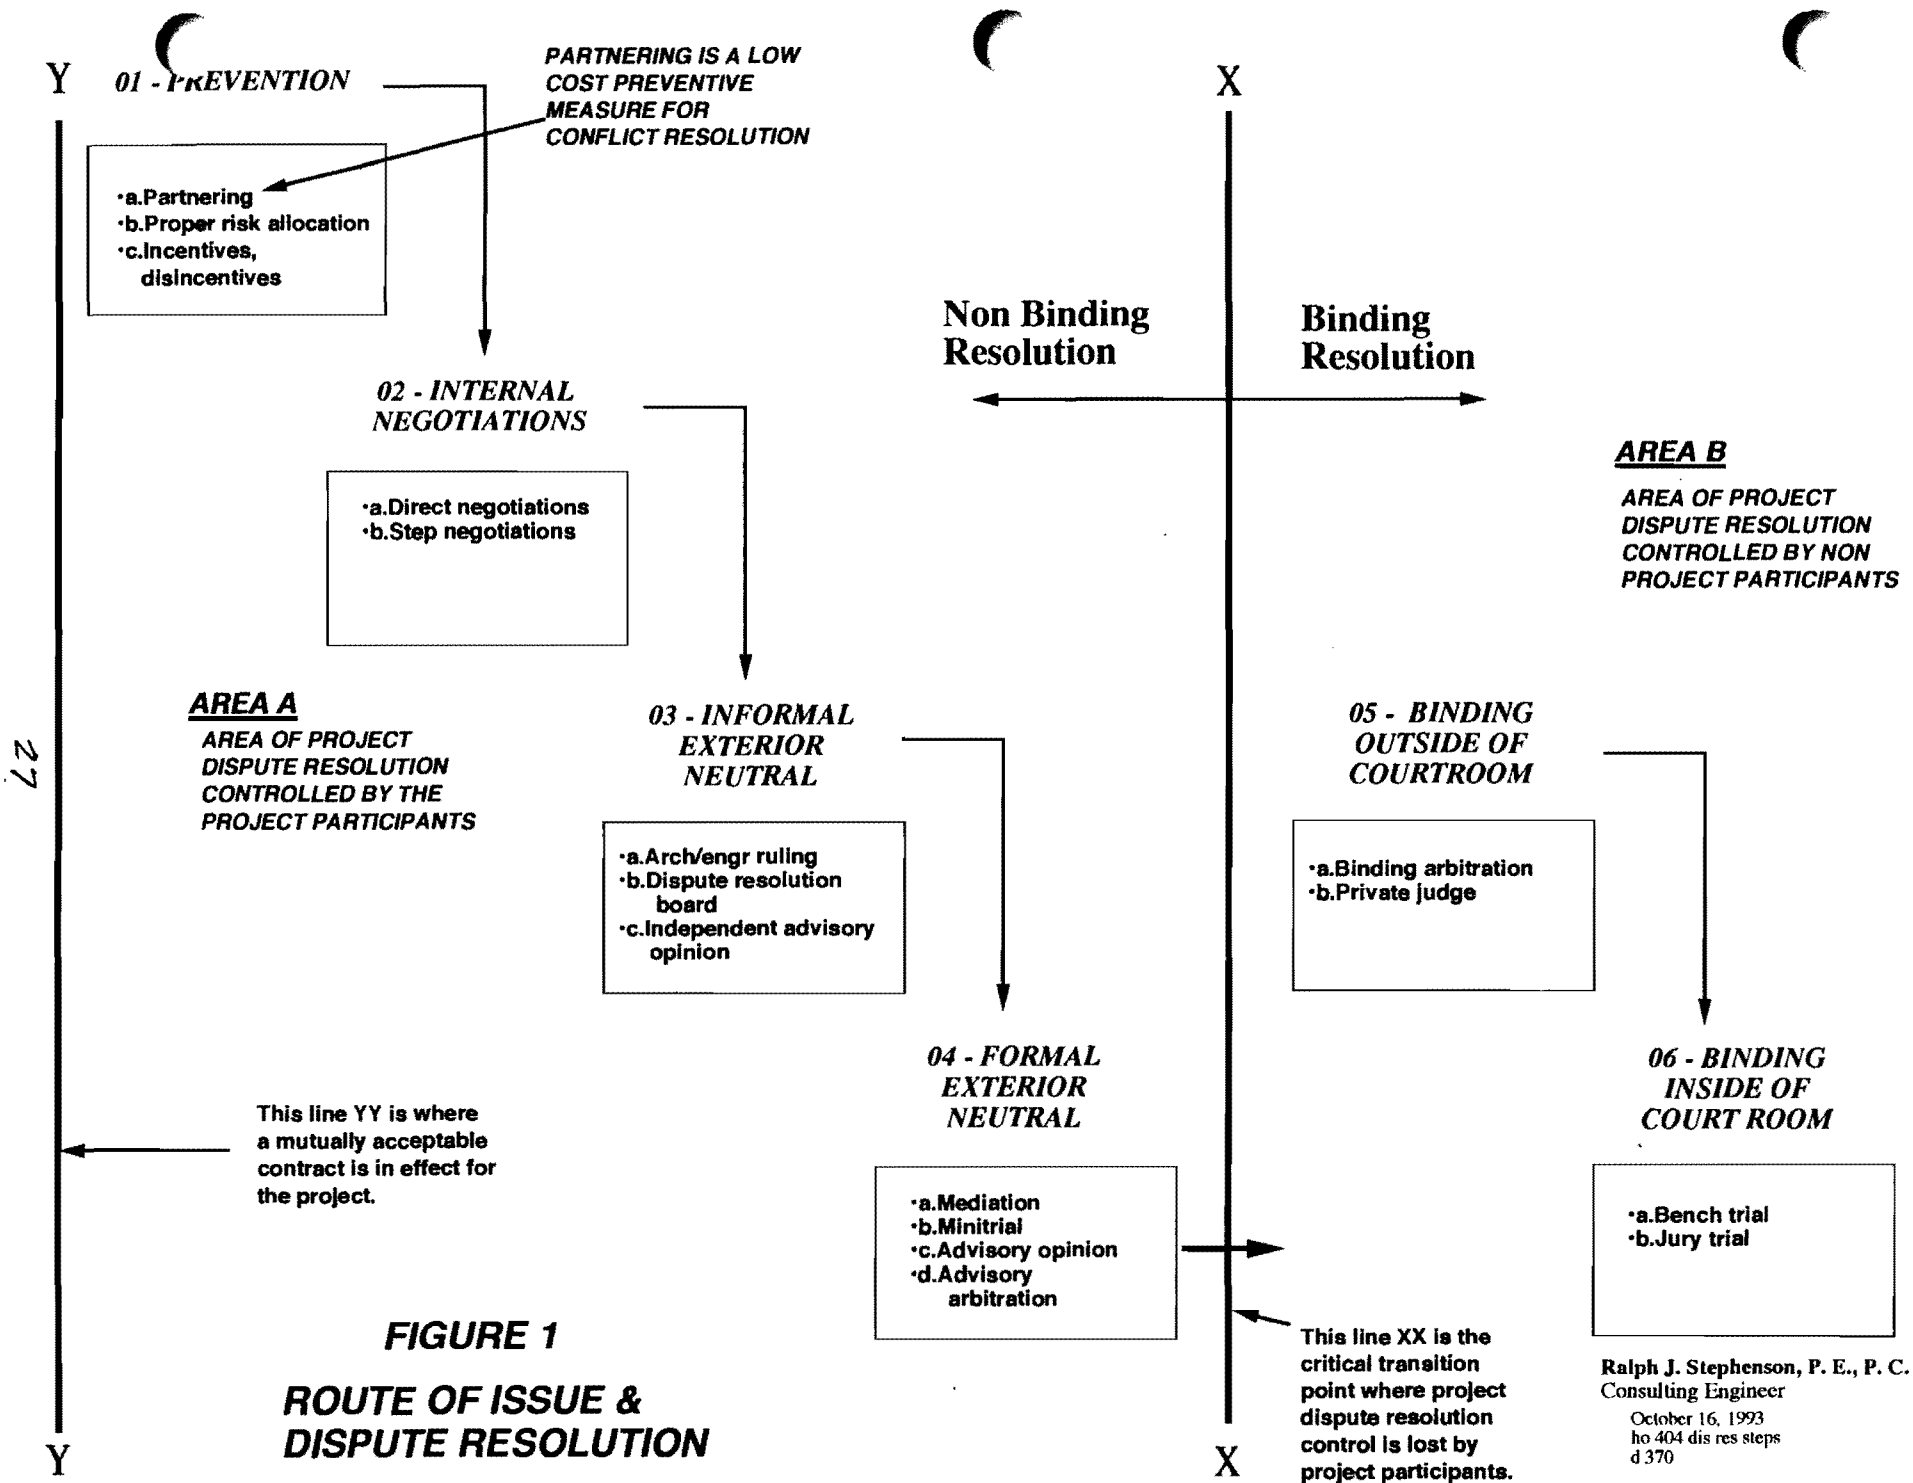 Y
01 - PREVENTION
PARTNERING IS A LOW
COST PREVENTIVE
MEASURE FOR
CONFLICT RESOLUTION
X
·a.Partnering
·b.Proper risk allocation
·c.Incentives,
disincentives
Non Binding
Resolution
Binding
Resolution
02 - INTERNAL
NEGOTIATIONS
·a.Direct negotiations
·b.Step negotiations
AREA B
AREA OF PROJECT
DISPUTE RESOLUTION
CONTROLLED BY NON
PROJECT PARTICIPANTS
AREA A
AREA OF PROJECT
DISPUTE RESOLUTION
CONTROLLED BY THE
PROJECT PARTICIPANTS
27
03 - INFORMAL
EXTERIOR
NEUTRAL
·a.Arch/engr ruling
·b.Dispute resolution
board
·c.Independent advisory
opinion
05 - BINDING
OUTSIDE OF
COURTROOM
·a.Binding arbitration
·b.Private judge
04 - FORMAL
EXTERIOR
NEUTRAL
·a.Mediation
·b.Minitrial
·c.Advisory opinion
·d.Advisory
arbitration
06 - BINDING
INSIDE OF
COURT ROOM
·a.Bench trial
·b.Jury trial
This line YY is where
a mutually acceptable
contract is in effect for
the project.
This line XX is the
critical transition
point where project
dispute resolution
control is lost by
project participants.
FIGURE 1
ROUTE OF ISSUE &
DISPUTE RESOLUTION
Y
X
Ralph J. Stephenson, P. E., P. C.
Consulting Engineer
October 16, 1993
ho 404 dis res steps
d 370